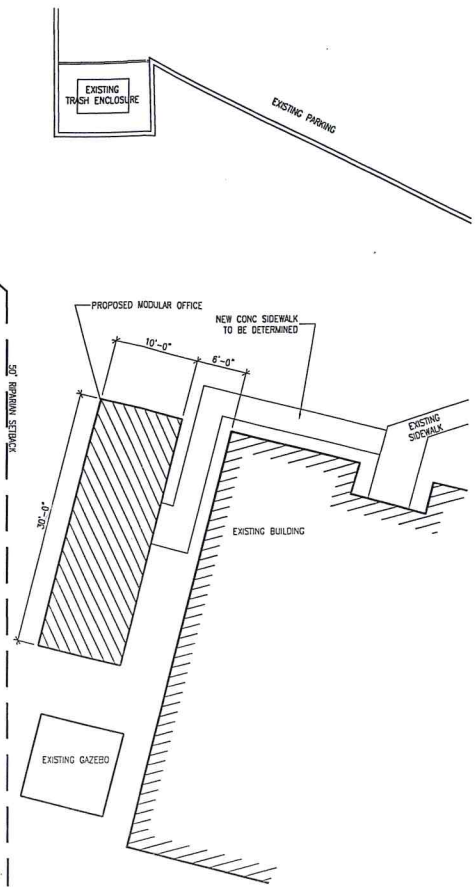 EXISTING
TRASH ENCLOSURE
EXISTING PARKING
PROPOSED MODULAR OFFICE
NEW CONC SIDEWALK
TO BE DETERMINED
10'-0"
6'-0"
EXISTING
SIDEWALK
50' RIPARIAN SETBACK
30'-0"
EXISTING BUILDING
EXISTING GAZEBO